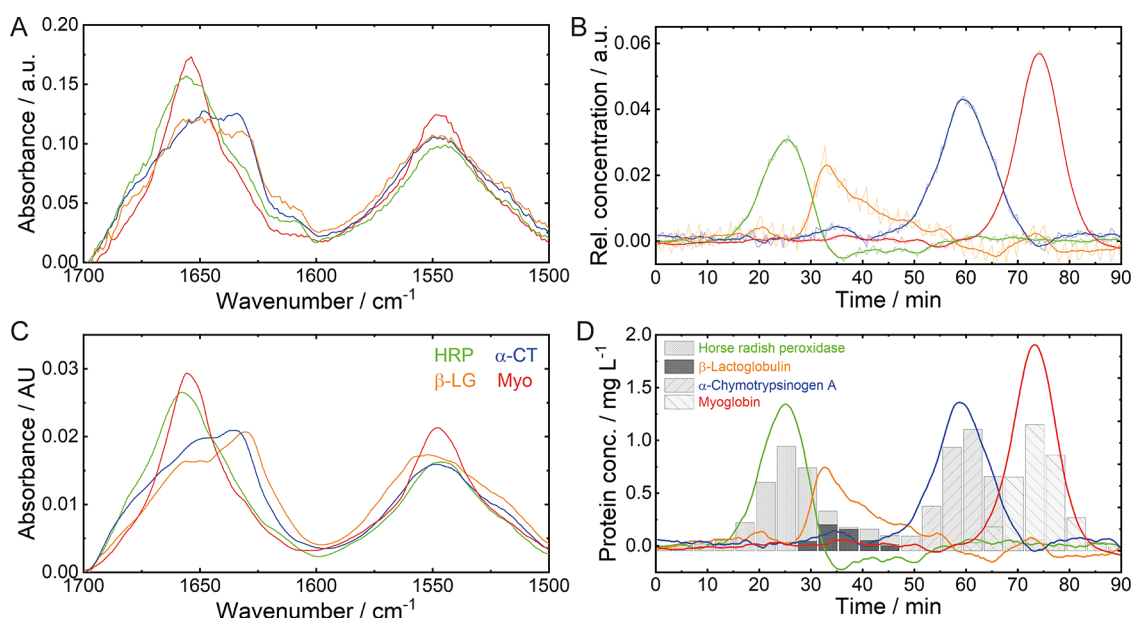 A
Absorbance / a.u.
0.20
0.15
0.10
0.05
0.00
1700
1650
1600
1550
1500
Wavenumber / cm⁻¹
B
Rel. concentration / a.u.
0.06
0.04
0.02
0.00
0 10 20 30 40 50 60 70 80 90
Time / min
C
Absorbance / AU
0.03
0.02
0.01
0.00
HRP α-CT
β-LG Myo
1700
1650
1600
1550
1500
Wavenumber / cm⁻¹
D
Protein conc. / mg L⁻¹
2.0
1.5
1.0
0.5
0.0
Horse radish peroxidase
β-Lactoglobulin
α-Chymotrypsinogen A
Myoglobin
0 10 20 30 40 50 60 70 80 90
Time / min